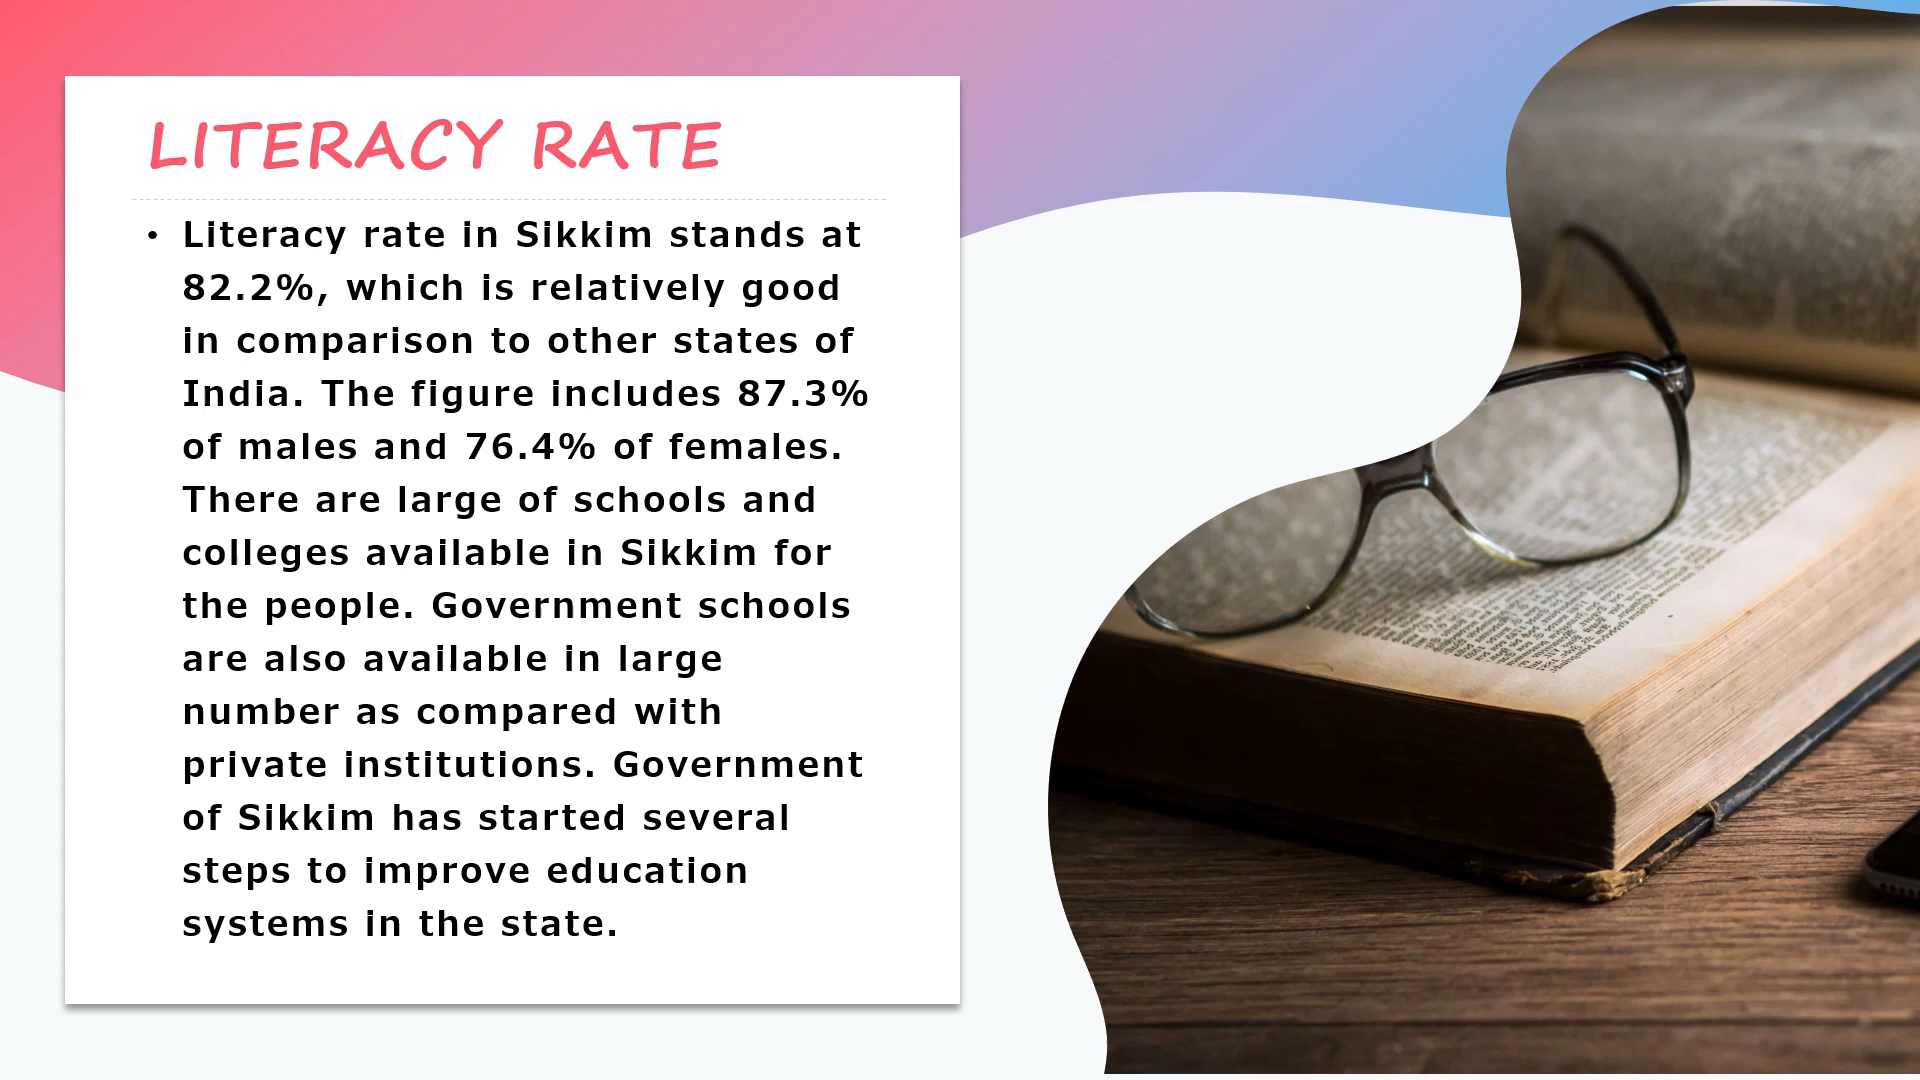 LITERACY RATE
• Literacy rate in Sikkim stands at
82.2%, which is relatively good
in comparison to other states of
India. The figure includes 87.3%
of males and 76.4% of females.
There are large of schools and
colleges available in Sikkim for
the people. Government schools
are also available in large
number as compared with
private institutions. Government
of Sikkim has started several
steps to improve education
systems in the state.